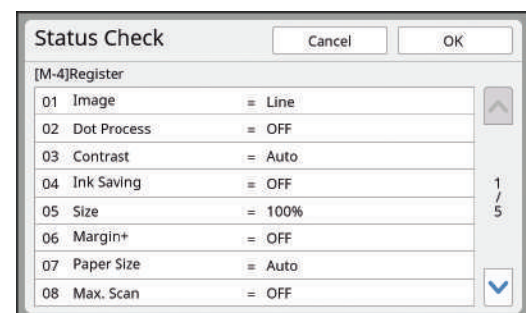 Status Check Cancel OK
[M-4]Register
01 Image = Line
02 Dot Process = OFF
03 Contrast = Auto
04 Ink Saving = OFF
05 Size = 100%
06 Margin+ = OFF
07 Paper Size = Auto
08 Max. Scan = OFF
1
/
5